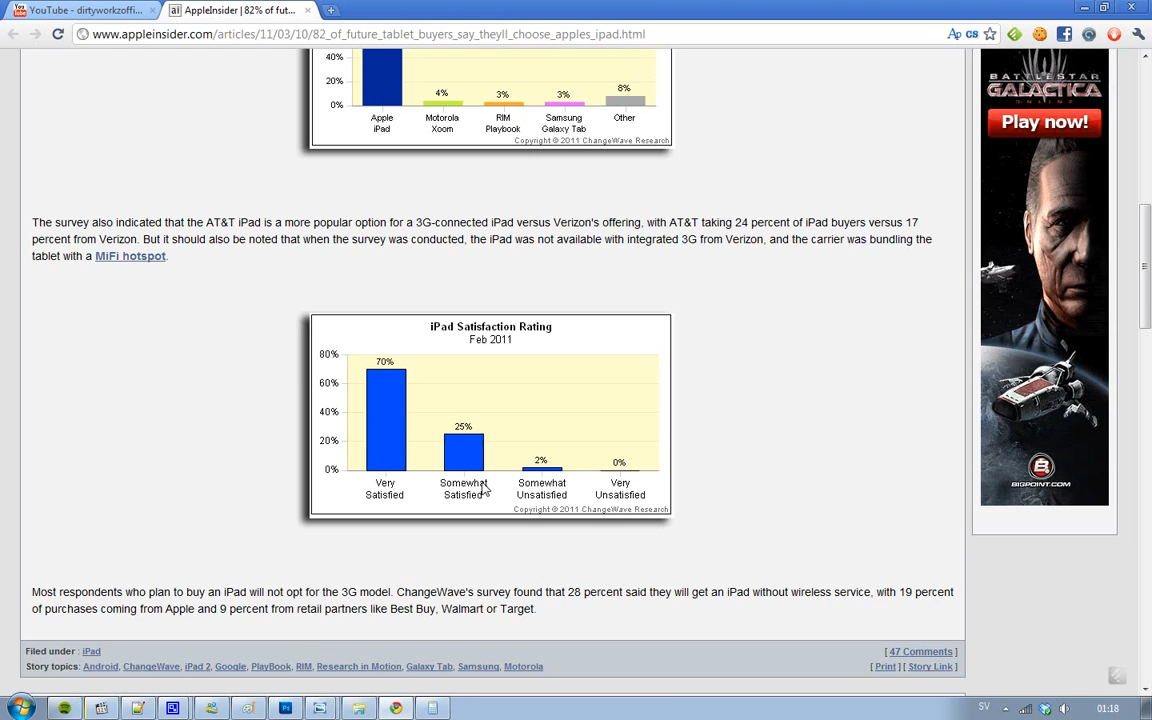 YouTube - dirtyworkzoffi...
AppleInsider | 82% of fut...
www.appleinsider.com/articles/11/03/10/82_of_future_tablet_buyers_say_theyll_choose_apples_ipad.html
40%
20%
0%
4%
3%
3%
8%
Apple iPad
Motorola Xoom
RIM Playbook
Samsung Galaxy Tab
Other
Copyright © 2011 ChangeWave Research
The survey also indicated that the AT&T iPad is a more popular option for a 3G-connected iPad versus Verizon's offering, with AT&T taking 24 percent of iPad buyers versus 17
percent from Verizon. But it should also be noted that when the survey was conducted, the iPad was not available with integrated 3G from Verizon, and the carrier was bundling the
tablet with a MiFi hotspot.
iPad Satisfaction Rating
Feb 2011
80%
60%
40%
20%
0%
70%
25%
2%
0%
Very Satisfied
Somewhat Satisfied
Somewhat Unsatisfied
Very Unsatisfied
Copyright © 2011 ChangeWave Research
Most respondents who plan to buy an iPad will not opt for the 3G model. ChangeWave's survey found that 28 percent said they will get an iPad without wireless service, with 19 percent
of purchases coming from Apple and 9 percent from retail partners like Best Buy, Walmart or Target.
Filed under : iPad
[ 47 Comments ]
Story topics: Android, ChangeWave, iPad 2, Google, PlayBook, RIM, Research in Motion, Galaxy Tab, Samsung, Motorola
[ Print ] [ Story Link ]
BATTLESTAR
GALACTICA
ONLINE
Play now!
BIGPOINT.COM
SV
01:18